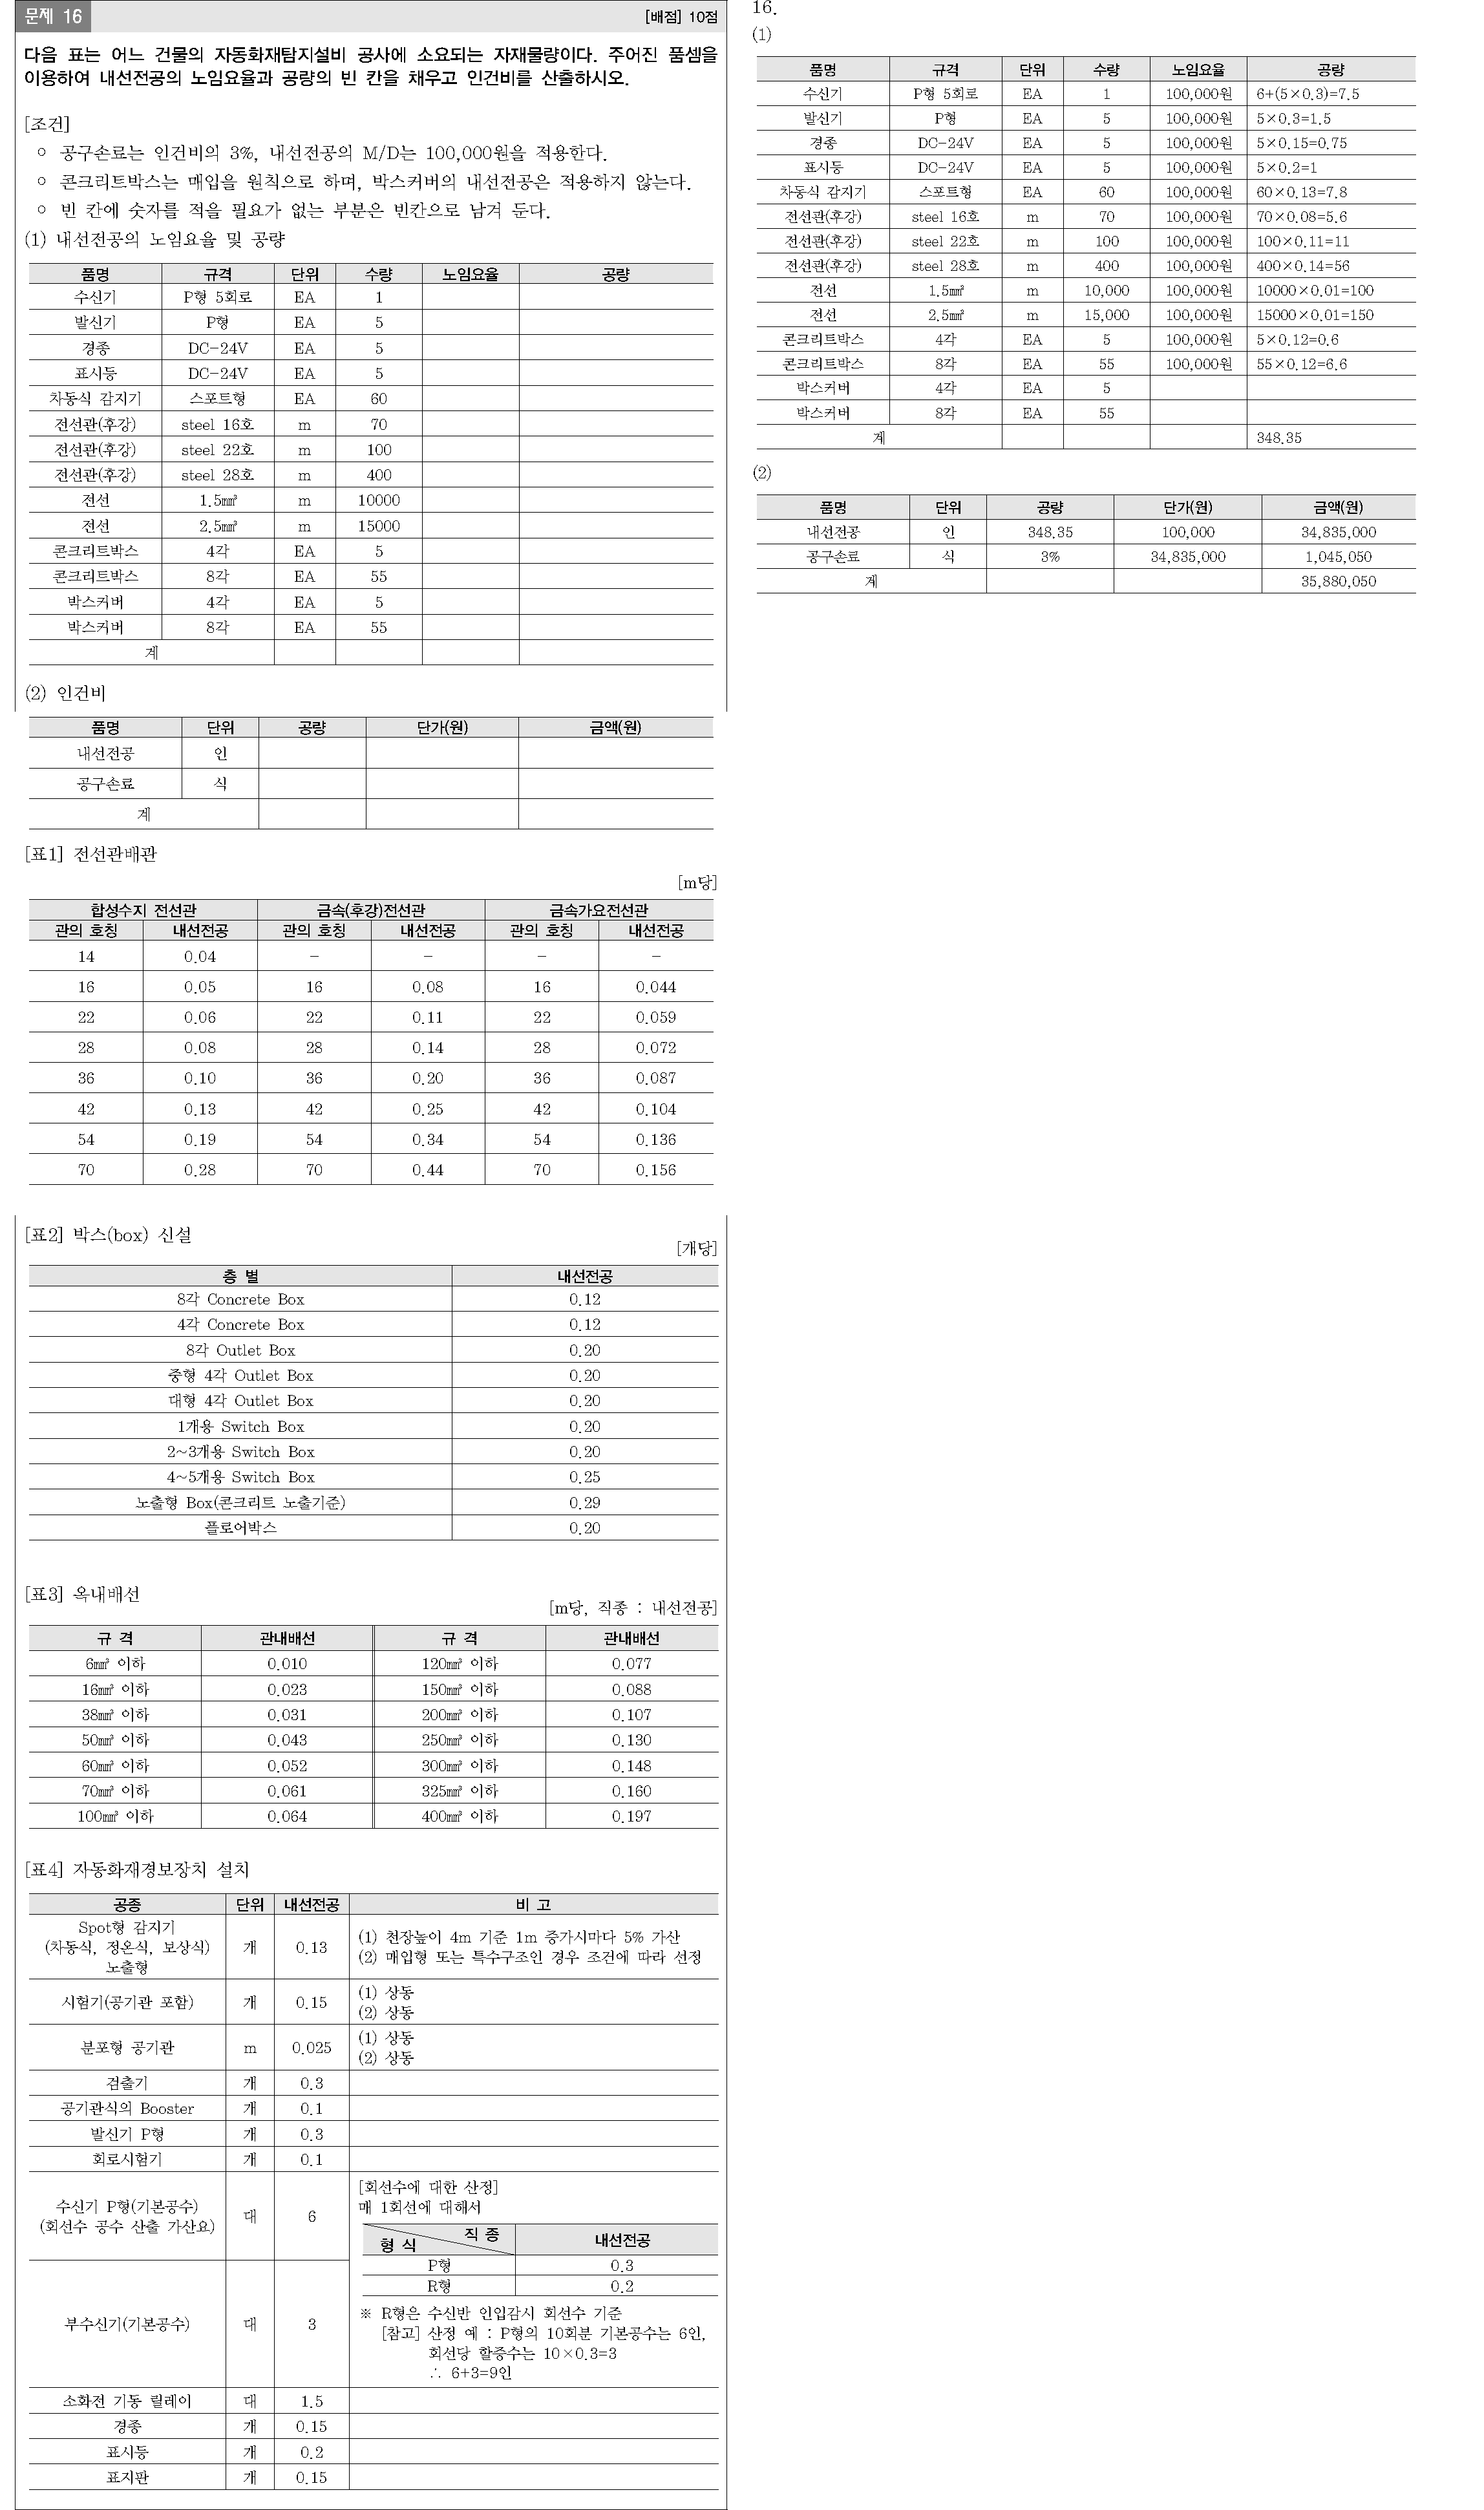 문제 16 [배점] 10점
다음 표는 어느 건물의 자동화재탐지설비 공사에 소요되는 자재물량이다. 주어진 품셈을
이용하여 내선전공의 노임요율과 공량의 빈 칸을 채우고 인건비를 산출하시오.
[조건]
○ 공구손료는 인건비의 3%, 내선전공의 M/D는 100,000원을 적용한다.
○ 콘크리트박스는 매입을 원칙으로 하며, 박스커버의 내선전공은 적용하지 않는다.
○ 빈 칸에 숫자를 적을 필요가 없는 부분은 빈칸으로 남겨 둔다.
(1) 내선전공의 노임요율 및 공량
품명 규격 단위 수량 노임요율 공량
수신기 P형 5회로 EA 1
발신기 P형 EA 5
경종 DC-24V EA 5
표시등 DC-24V EA 5
차동식 감지기 스포트형 EA 60
전선관(후강) steel 16호 m 70
전선관(후강) steel 22호 m 100
전선관(후강) steel 28호 m 400
전선 1.5㎟ m 10000
전선 2.5㎟ m 15000
콘크리트박스 4각 EA 5
콘크리트박스 8각 EA 55
박스커버 4각 EA 5
박스커버 8각 EA 55
계
(2) 인건비
품명 단위 공량 단가(원) 금액(원)
내선전공 인
공구손료 식
계
[표1] 전선관배관
[m당]
합성수지 전선관 금속(후강)전선관 금속가요전선관
관의 호칭 내선전공 관의 호칭 내선전공 관의 호칭 내선전공
14 0.04 - - - -
16 0.05 16 0.08 16 0.044
22 0.06 22 0.11 22 0.059
28 0.08 28 0.14 28 0.072
36 0.10 36 0.20 36 0.087
42 0.13 42 0.25 42 0.104
54 0.19 54 0.34 54 0.136
70 0.28 70 0.44 70 0.156
[표2] 박스(box) 신설
[개당]
층 별 내선전공
8각 Concrete Box 0.12
4각 Concrete Box 0.12
8각 Outlet Box 0.20
중형 4각 Outlet Box 0.20
대형 4각 Outlet Box 0.20
1개용 Switch Box 0.20
2~3개용 Switch Box 0.20
4~5개용 Switch Box 0.25
노출형 Box(콘크리트 노출기준) 0.29
플로어박스 0.20
[표3] 옥내배선
[m당, 직종 : 내선전공]
규 격 관내배선 규 격 관내배선
6㎟ 이하 0.010 120㎟ 이하 0.077
16㎟ 이하 0.023 150㎟ 이하 0.088
38㎟ 이하 0.031 200㎟ 이하 0.107
50㎟ 이하 0.043 250㎟ 이하 0.130
60㎟ 이하 0.052 300㎟ 이하 0.148
70㎟ 이하 0.061 325㎟ 이하 0.160
100㎟ 이하 0.064 400㎟ 이하 0.197
[표4] 자동화재경보장치 설치
공종 단위 내선전공 비 고
Spot형 감지기
(차동식, 정온식, 보상식)
노출형
개 0.13
(1) 천장높이 4m 기준 1m 증가시마다 5% 가산
(2) 매입형 또는 특수구조인 경우 조건에 따라 선정
시험기(공기관 포함) 개 0.15
(1) 상동
(2) 상동
분포형 공기관 m 0.025
(1) 상동
(2) 상동
검출기 개 0.3
공기관식의 Booster 개 0.1
발신기 P형 개 0.3
회로시험기 개 0.1
수신기 P형(기본공수)
(회선수 공수 산출 가산요)
대 6
부수신기(기본공수) 대 3
[회선수에 대한 산정]
매 1회선에 대해서
직 종
형 식
내선전공
P형 0.3
R형 0.2
※ R형은 수신반 인입감시 회선수 기준
[참고] 산정 예 : P형의 10회분 기본공수는 6인,
회선당 할증수는 10×0.3=3
∴ 6+3=9인
소화전 기동 릴레이 대 1.5
경종 개 0.15
표시등 개 0.2
표지판 개 0.15
16.
(1)
품명 규격 단위 수량 노임요율 공량
수신기 P형 5회로 EA 1 100,000원 6+(5×0.3)=7.5
발신기 P형 EA 5 100,000원 5×0.3=1.5
경종 DC-24V EA 5 100,000원 5×0.15=0.75
표시등 DC-24V EA 5 100,000원 5×0.2=1
차동식 감지기 스포트형 EA 60 100,000원 60×0.13=7.8
전선관(후강) steel 16호 m 70 100,000원 70×0.08=5.6
전선관(후강) steel 22호 m 100 100,000원 100×0.11=11
전선관(후강) steel 28호 m 400 100,000원 400×0.14=56
전선 1.5㎟ m 10,000 100,000원 10000×0.01=100
전선 2.5㎟ m 15,000 100,000원 15000×0.01=150
콘크리트박스 4각 EA 5 100,000원 5×0.12=0.6
콘크리트박스 8각 EA 55 100,000원 55×0.12=6.6
박스커버 4각 EA 5
박스커버 8각 EA 55
계 348.35
(2)
품명 단위 공량 단가(원) 금액(원)
내선전공 인 348.35 100,000 34,835,000
공구손료 식 3% 34,835,000 1,045,050
계 35,880,050